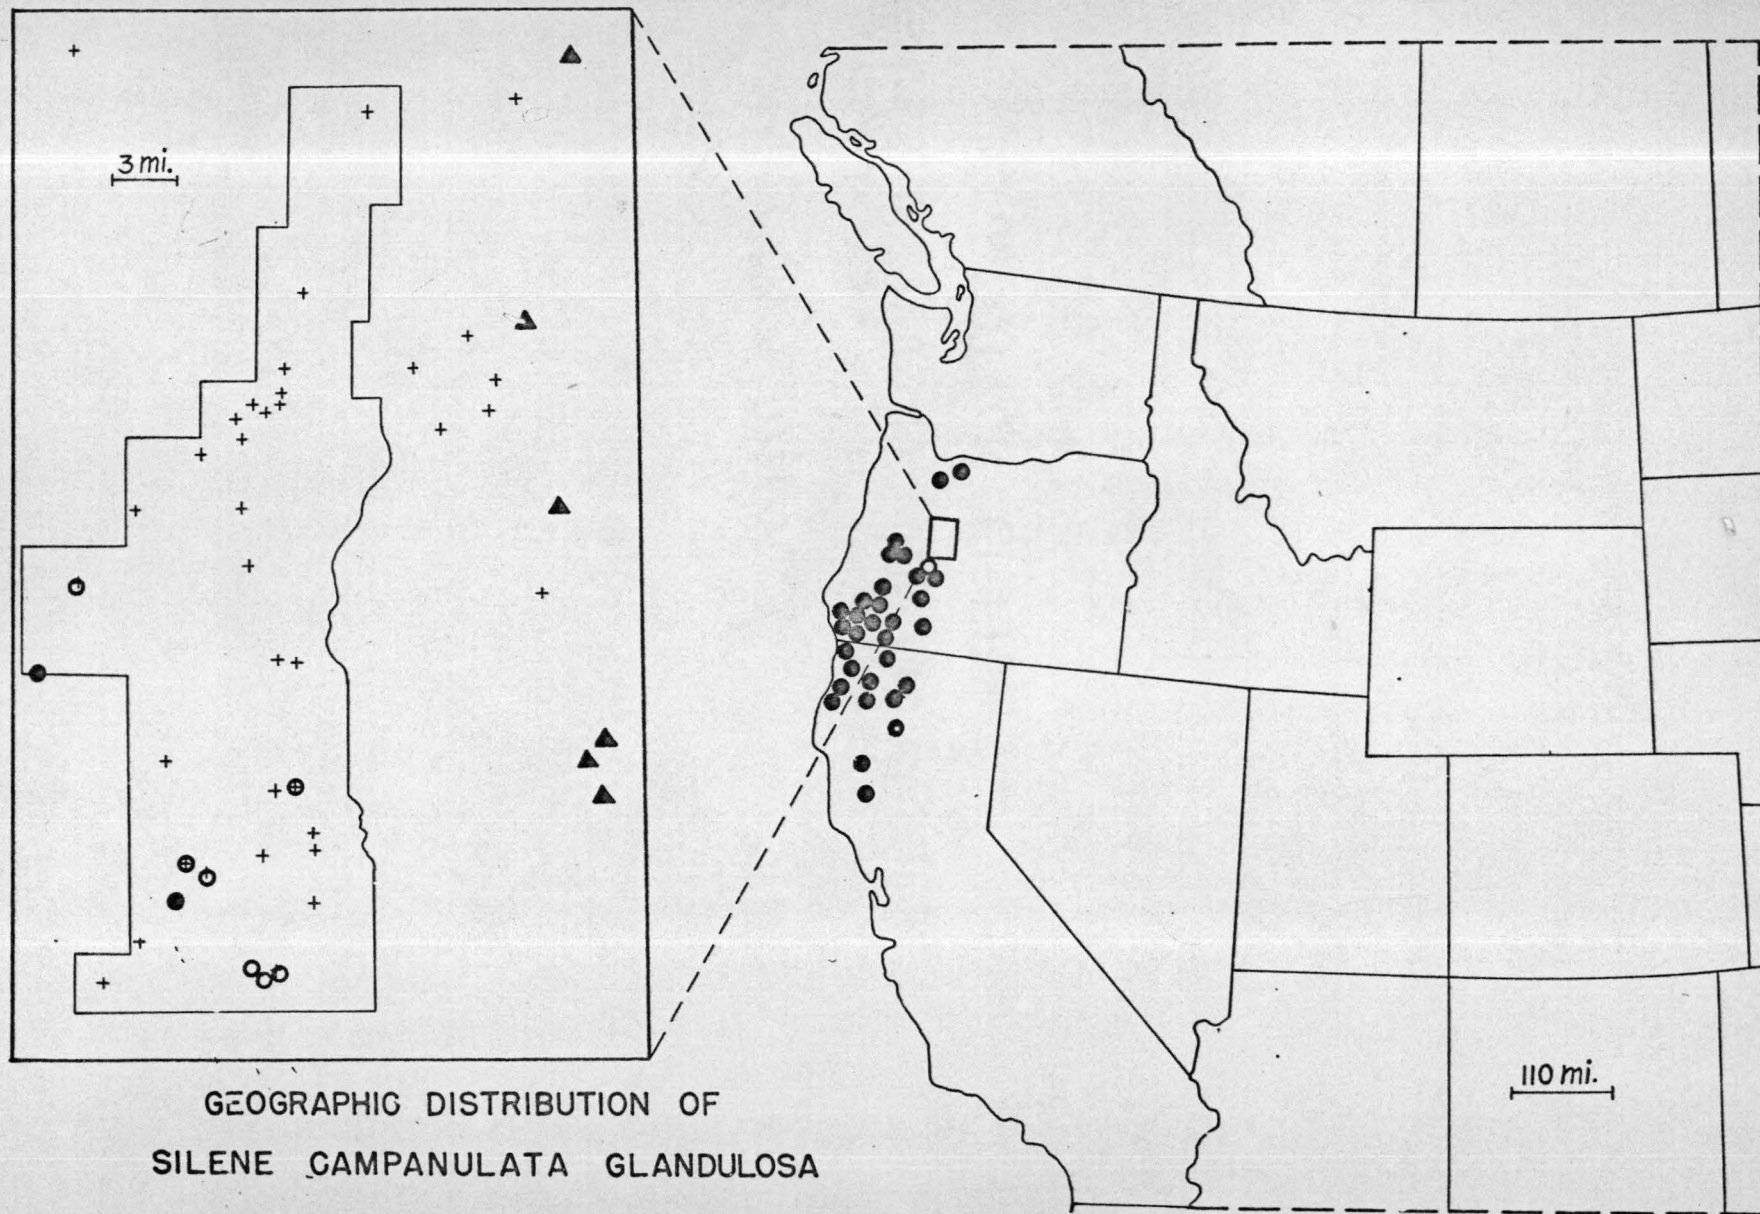 3 mi.
110 mi.
GEOGRAPHIC DISTRIBUTION OF
SILENE CAMPANULATA GLANDULOSA